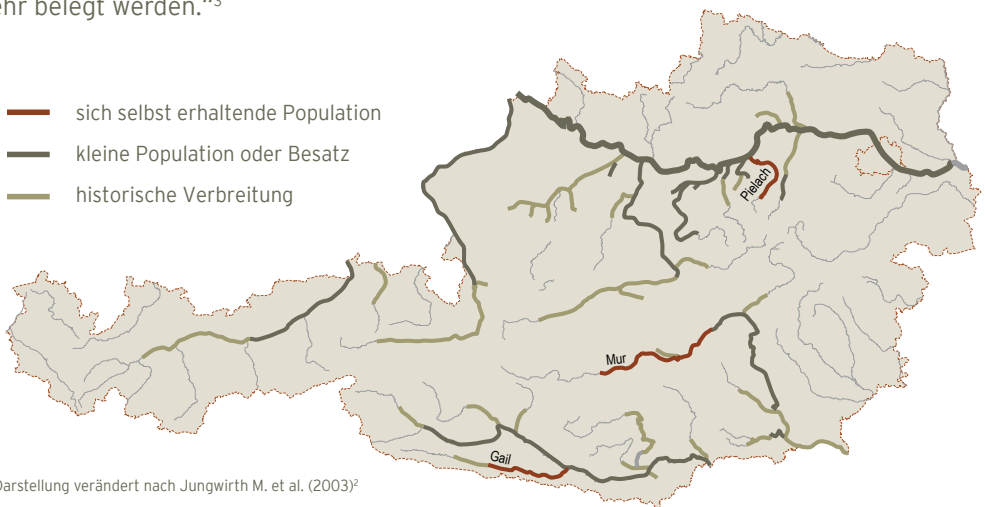 ehr belegt werden."³
sich selbst erhaltende Population
kleine Population oder Besatz
historische Verbreitung
Pielach
Mur
Gail
Darstellung verändert nach Jungwirth M. et al. (2003)²